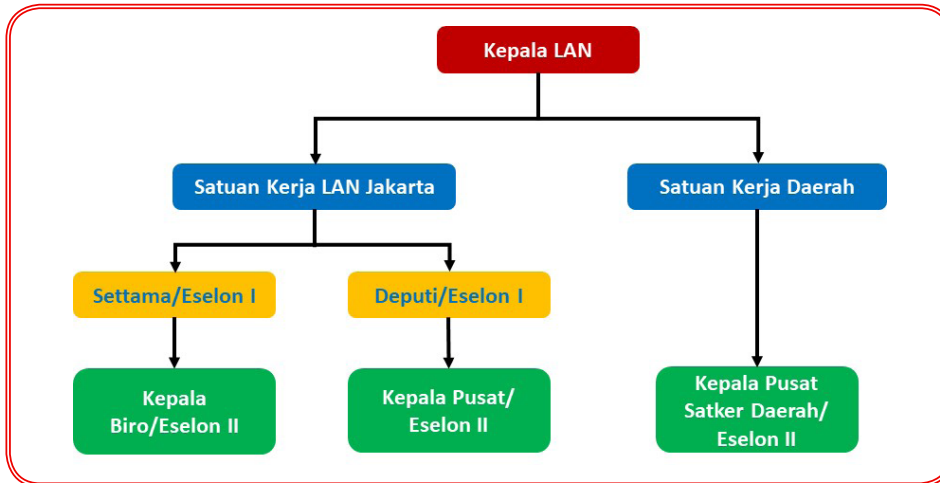 Kepala LAN
Satuan Kerja LAN Jakarta
Satuan Kerja Daerah
Settama/Eselon I
Deputi/Eselon I
Kepala
Biro/Eselon II
Kepala Pusat/
Eselon II
Kepala Pusat
Satker Daerah/
Eselon II